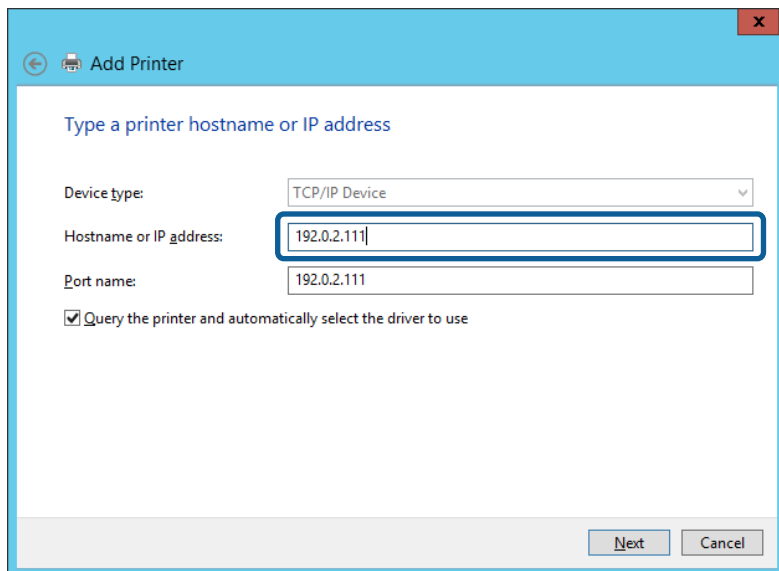 x
Add Printer
Type a printer hostname or IP address
Device type: TCP/IP Device
Hostname or IP address: 192.0.2.111
Port name: 192.0.2.111
Query the printer and automatically select the driver to use
Next Cancel